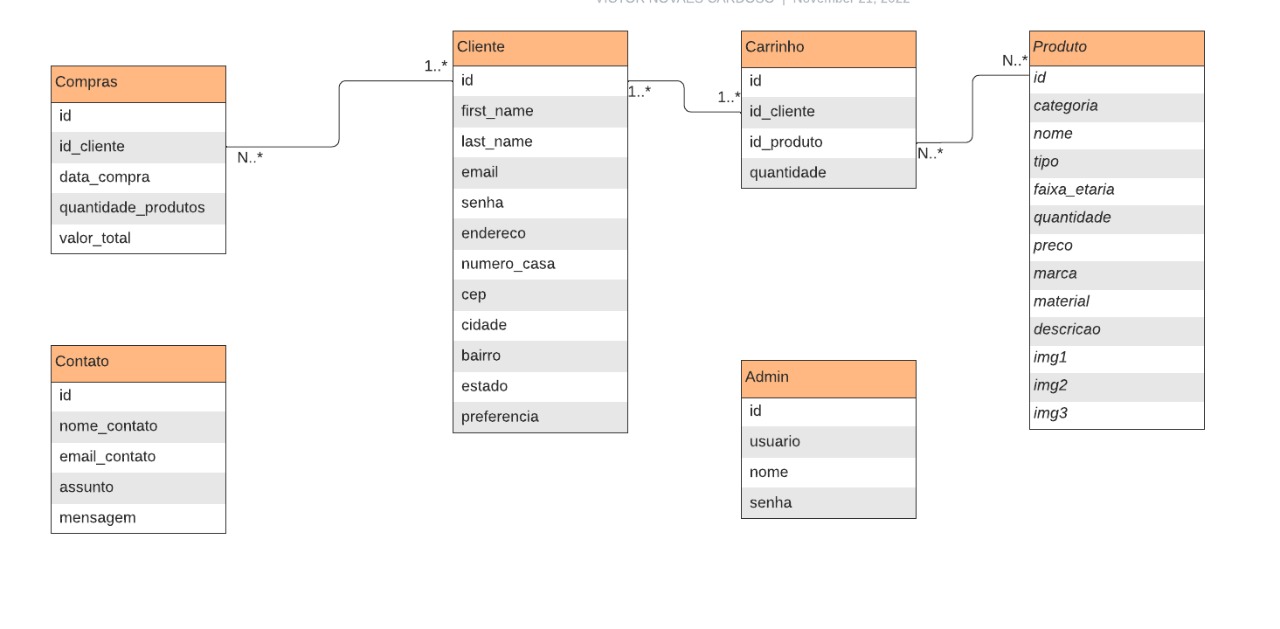 VICTOR NOVAES CARDOSO | November 21, 2022
Compras
id
id_cliente
data_compra
quantidade_produtos
valor_total
N..*
1..*
Cliente
id
first_name
last_name
email
senha
endereco
numero_casa
cep
cidade
bairro
estado
preferencia
1..*
1..*
Carrinho
id
id_cliente
id_produto
quantidade
N..*
N..*
Produto
id
categoria
nome
tipo
faixa_etaria
quantidade
preco
marca
material
descricao
img1
img2
img3
Contato
id
nome_contato
email_contato
assunto
mensagem
Admin
id
usuario
nome
senha